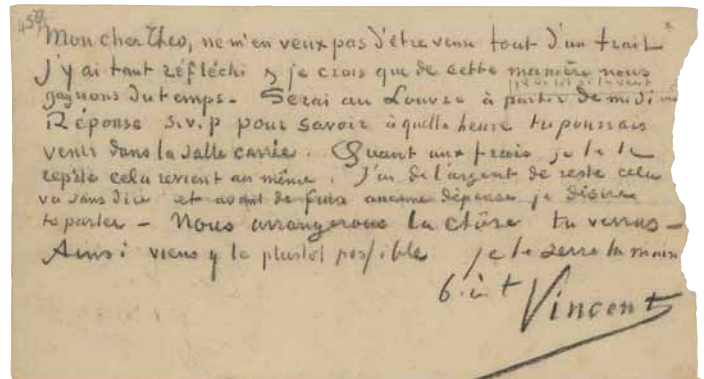 459
Mon cher Theo, ne m'en veux pas d'être venu tout d'un trait
J'y ai tant réfléchi & je crois que de cette manière nous
gagnons du temps – Serai au Louvre à partir de midi
Réponse s.v.p pour savoir à quelle heure tu pourrais
venir dans la salle carrée. Quant aux frais je te le
repète cela revient au même. J'ai de l'argent de reste cela
va sans dire et avant de faire aucune dépense je désire
te parler – Nous arrangerons la chôse tu verras –
Ainsi viens y le plustot possible je te serre la main
b. à t Vincent